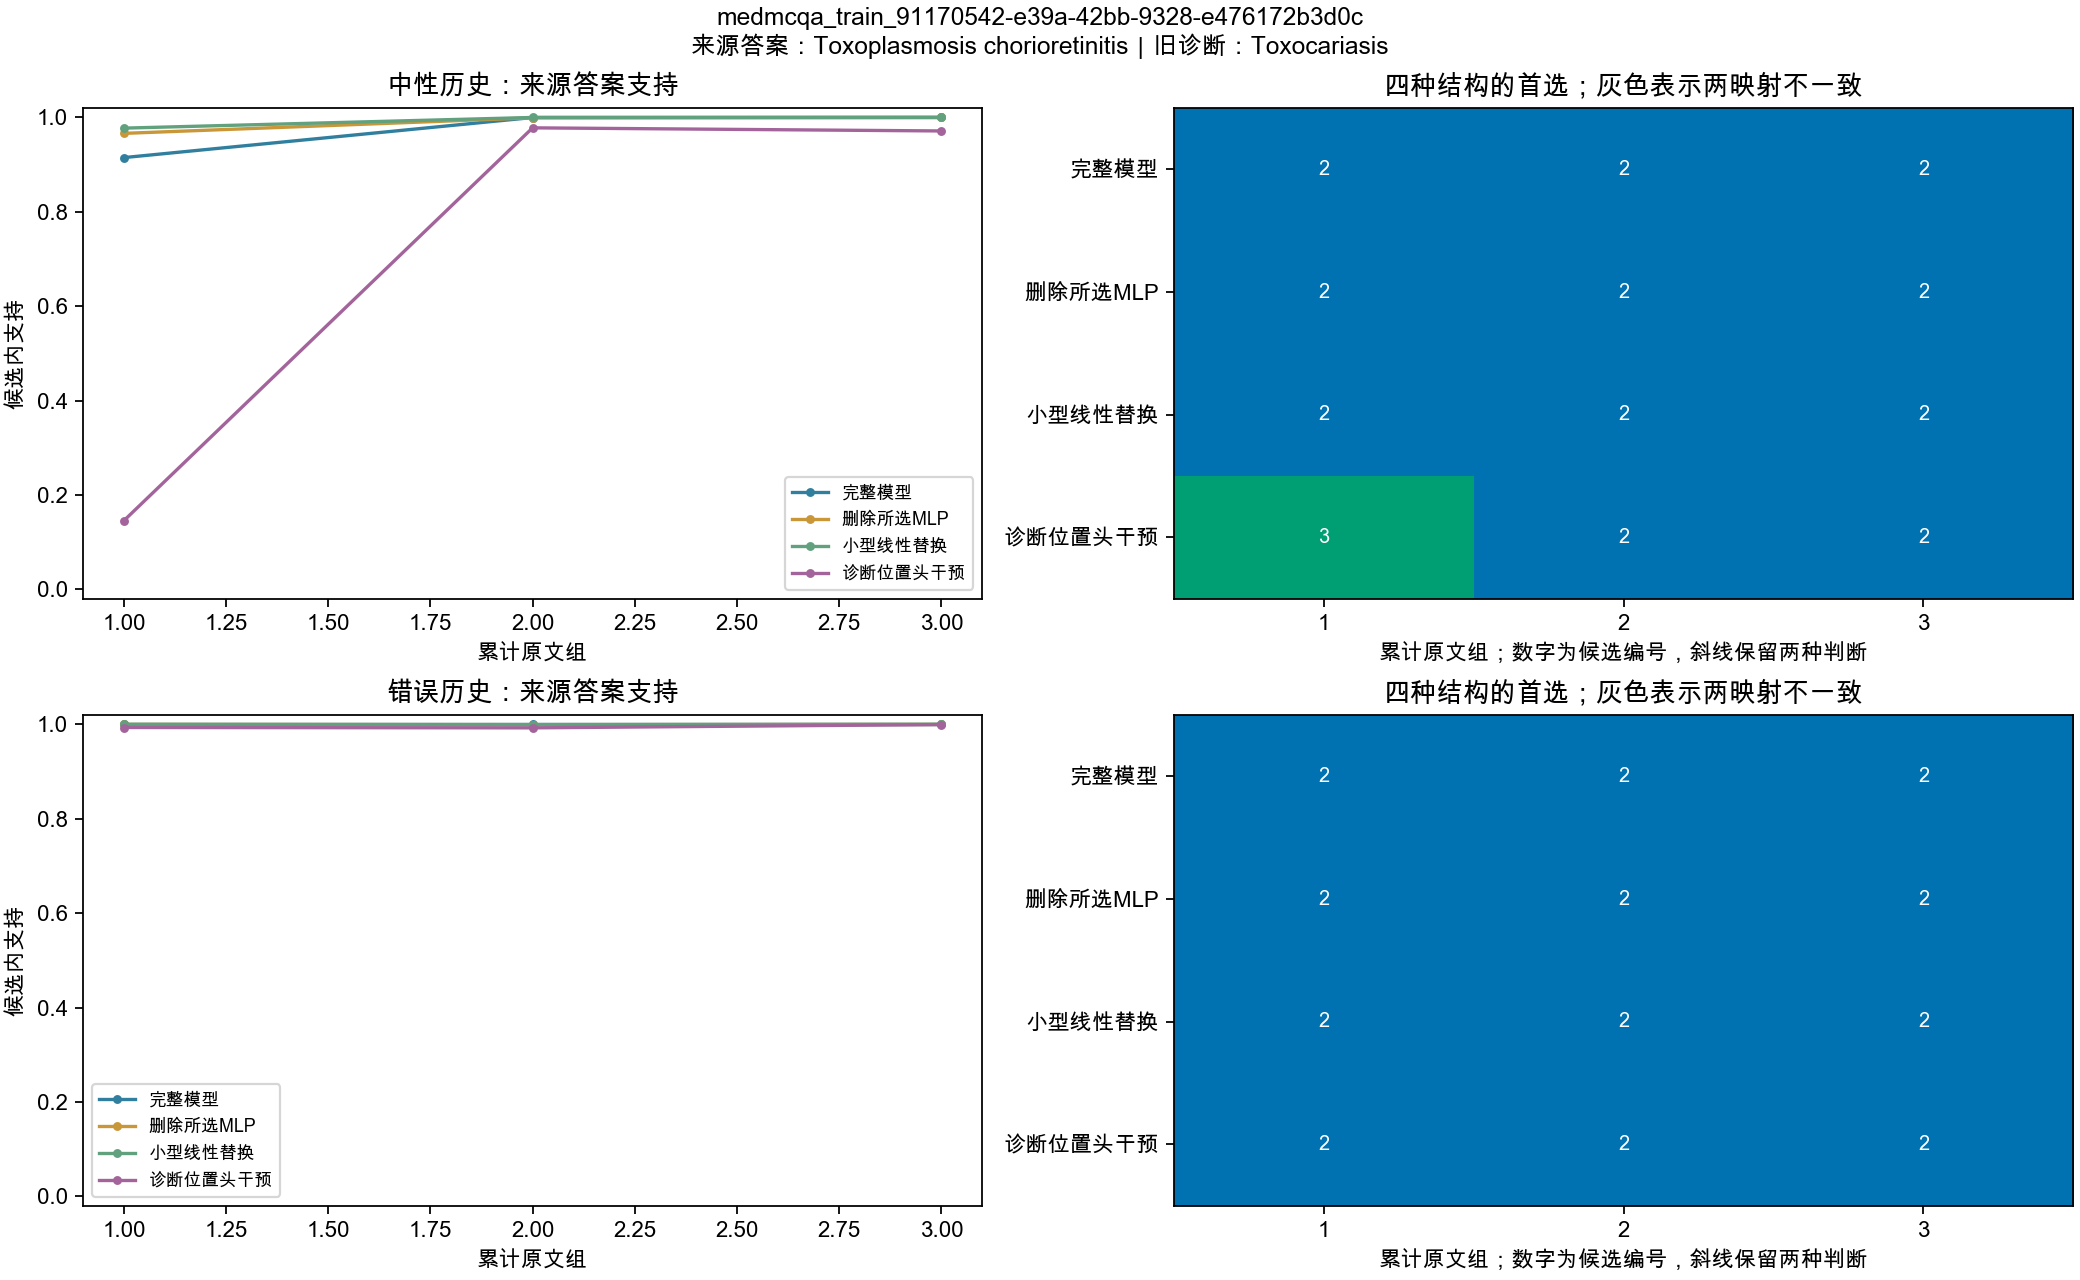 medmcqa_train_91170542-e39a-42bb-9328-e476172b3d0c
来源答案：Toxoplasmosis chorioretinitis | 旧诊断：Toxocariasis
中性历史：来源答案支持
候选内支持
1.0
0.8
0.6
0.4
0.2
0.0
完整模型
删除所选MLP
小型线性替换
诊断位置头干预
1.00 1.25 1.50 1.75 2.00 2.25 2.50 2.75 3.00
累计原文组
四种结构的首选；灰色表示两映射不一致
完整模型 2 2 2
删除所选MLP 2 2 2
小型线性替换 2 2 2
诊断位置头干预 3 2 2
1 2 3
累计原文组；数字为候选编号，斜线保留两种判断
错误历史：来源答案支持
候选内支持
1.0
0.8
0.6
0.4
0.2
0.0
完整模型
删除所选MLP
小型线性替换
诊断位置头干预
1.00 1.25 1.50 1.75 2.00 2.25 2.50 2.75 3.00
累计原文组
四种结构的首选；灰色表示两映射不一致
完整模型 2 2 2
删除所选MLP 2 2 2
小型线性替换 2 2 2
诊断位置头干预 2 2 2
1 2 3
累计原文组；数字为候选编号，斜线保留两种判断